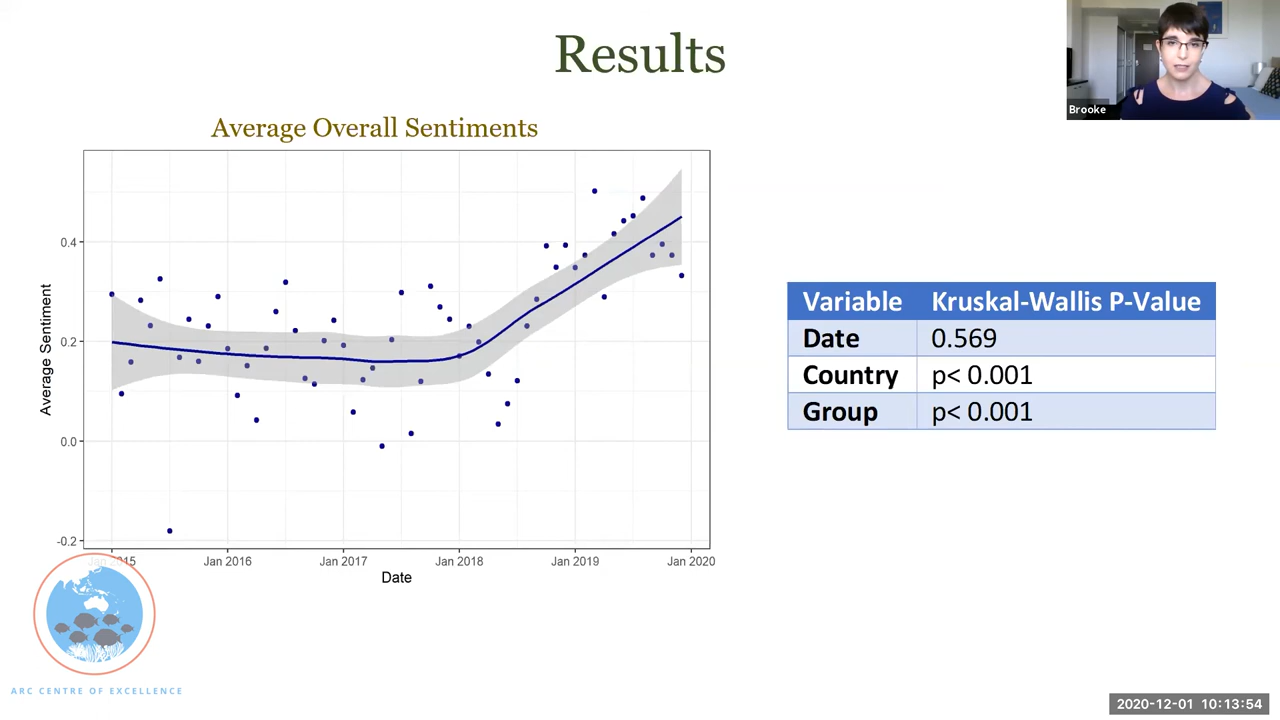 Results
Brooke
Average Overall Sentiments
Average Sentiment
0.4
0.2
0.0
-0.2
Jan 2015
Jan 2016
Jan 2017
Jan 2018
Jan 2019
Jan 2020
Date
Variable Kruskal-Wallis P-Value
Date 0.569
Country p< 0.001
Group p< 0.001
ARC CENTRE OF EXCELLENCE
2020-12-01 10:13:54